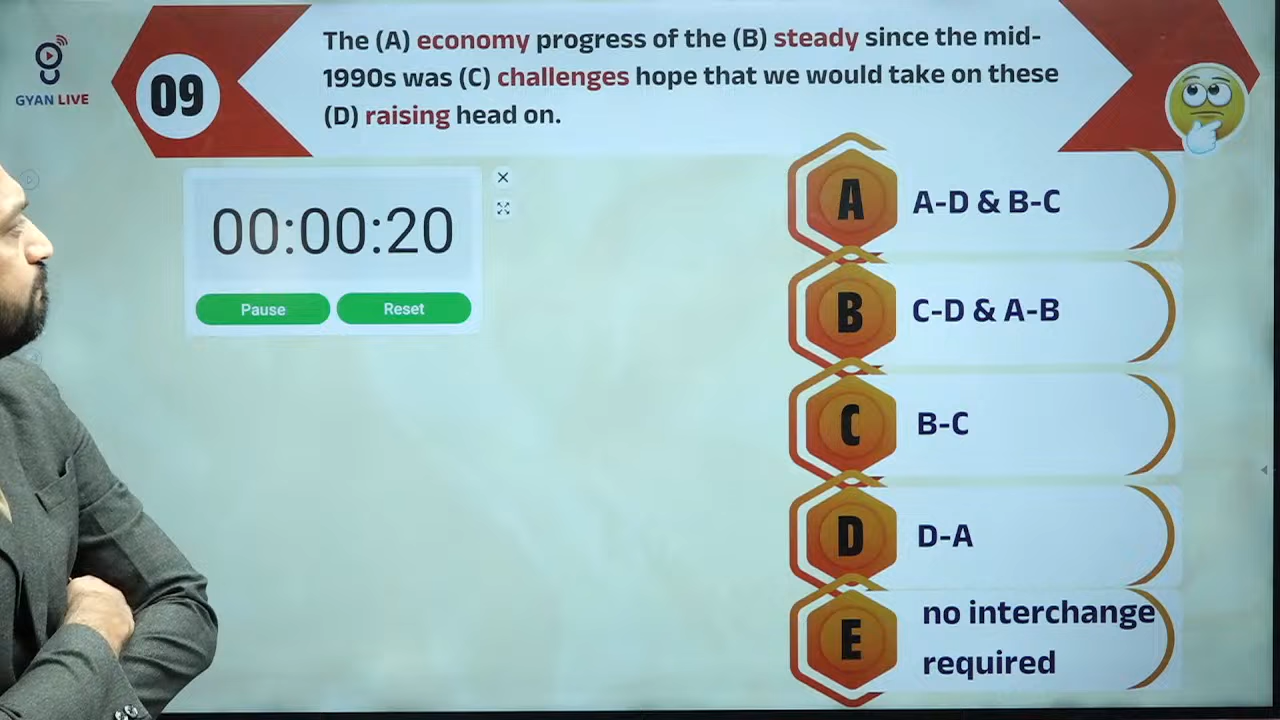 GYAN LIVE
09
The (A) economy progress of the (B) steady since the mid-
1990s was (C) challenges hope that we would take on these
(D) raising head on.
00:00:20
Pause
Reset
A
A-D & B-C
B
C-D & A-B
C
B-C
D
D-A
E
no interchange
required